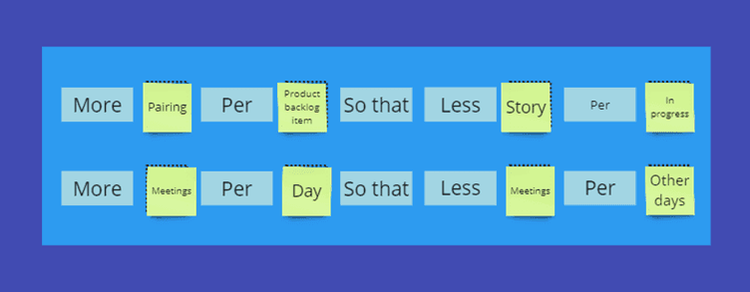 More Pairing Per Product backlog item So that Less Story Per In progress
More Meetings Per Day So that Less Meetings Per Other days